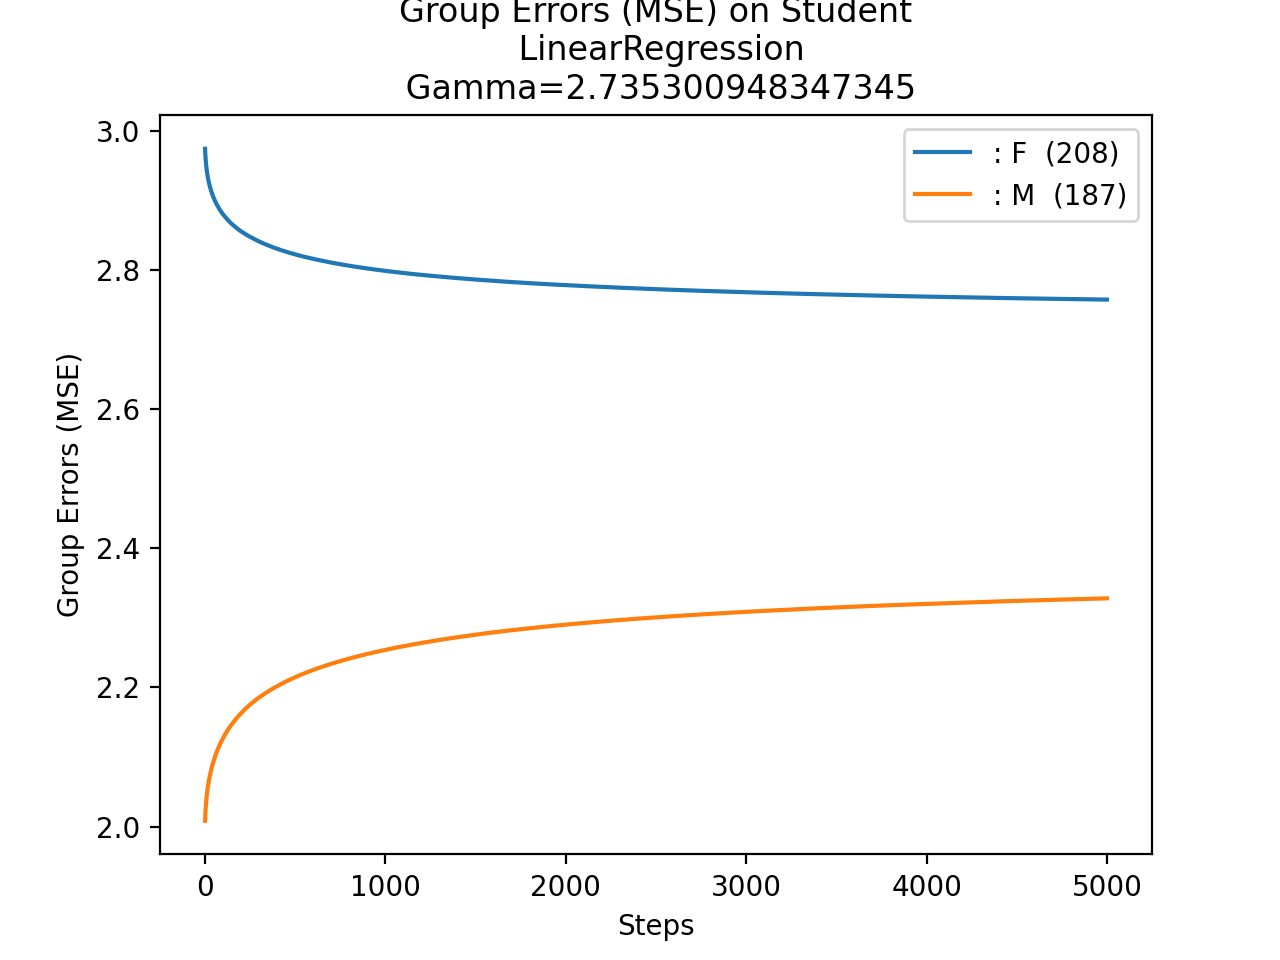 Group Errors (MSE) on Student
LinearRegression
Gamma=2.735300948347345
3.0
2.8
2.6
2.4
2.2
2.0
Group Errors (MSE)
: F (208)
: M (187)
0 1000 2000 3000 4000 5000
Steps